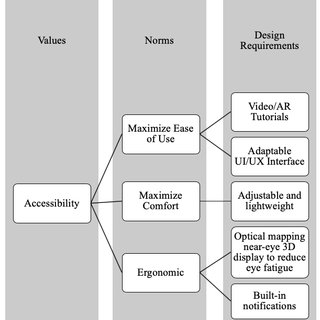 Values
Norms
Design
Requirements
Accessibility
Maximize Ease
of Use
Maximize
Comfort
Ergonomic
Video/AR
Tutorials
Adaptable
UI/UX Interface
Adjustable and
lightweight
Optical mapping
near-eye 3D
display to reduce
eye fatigue
Built-in
notifications